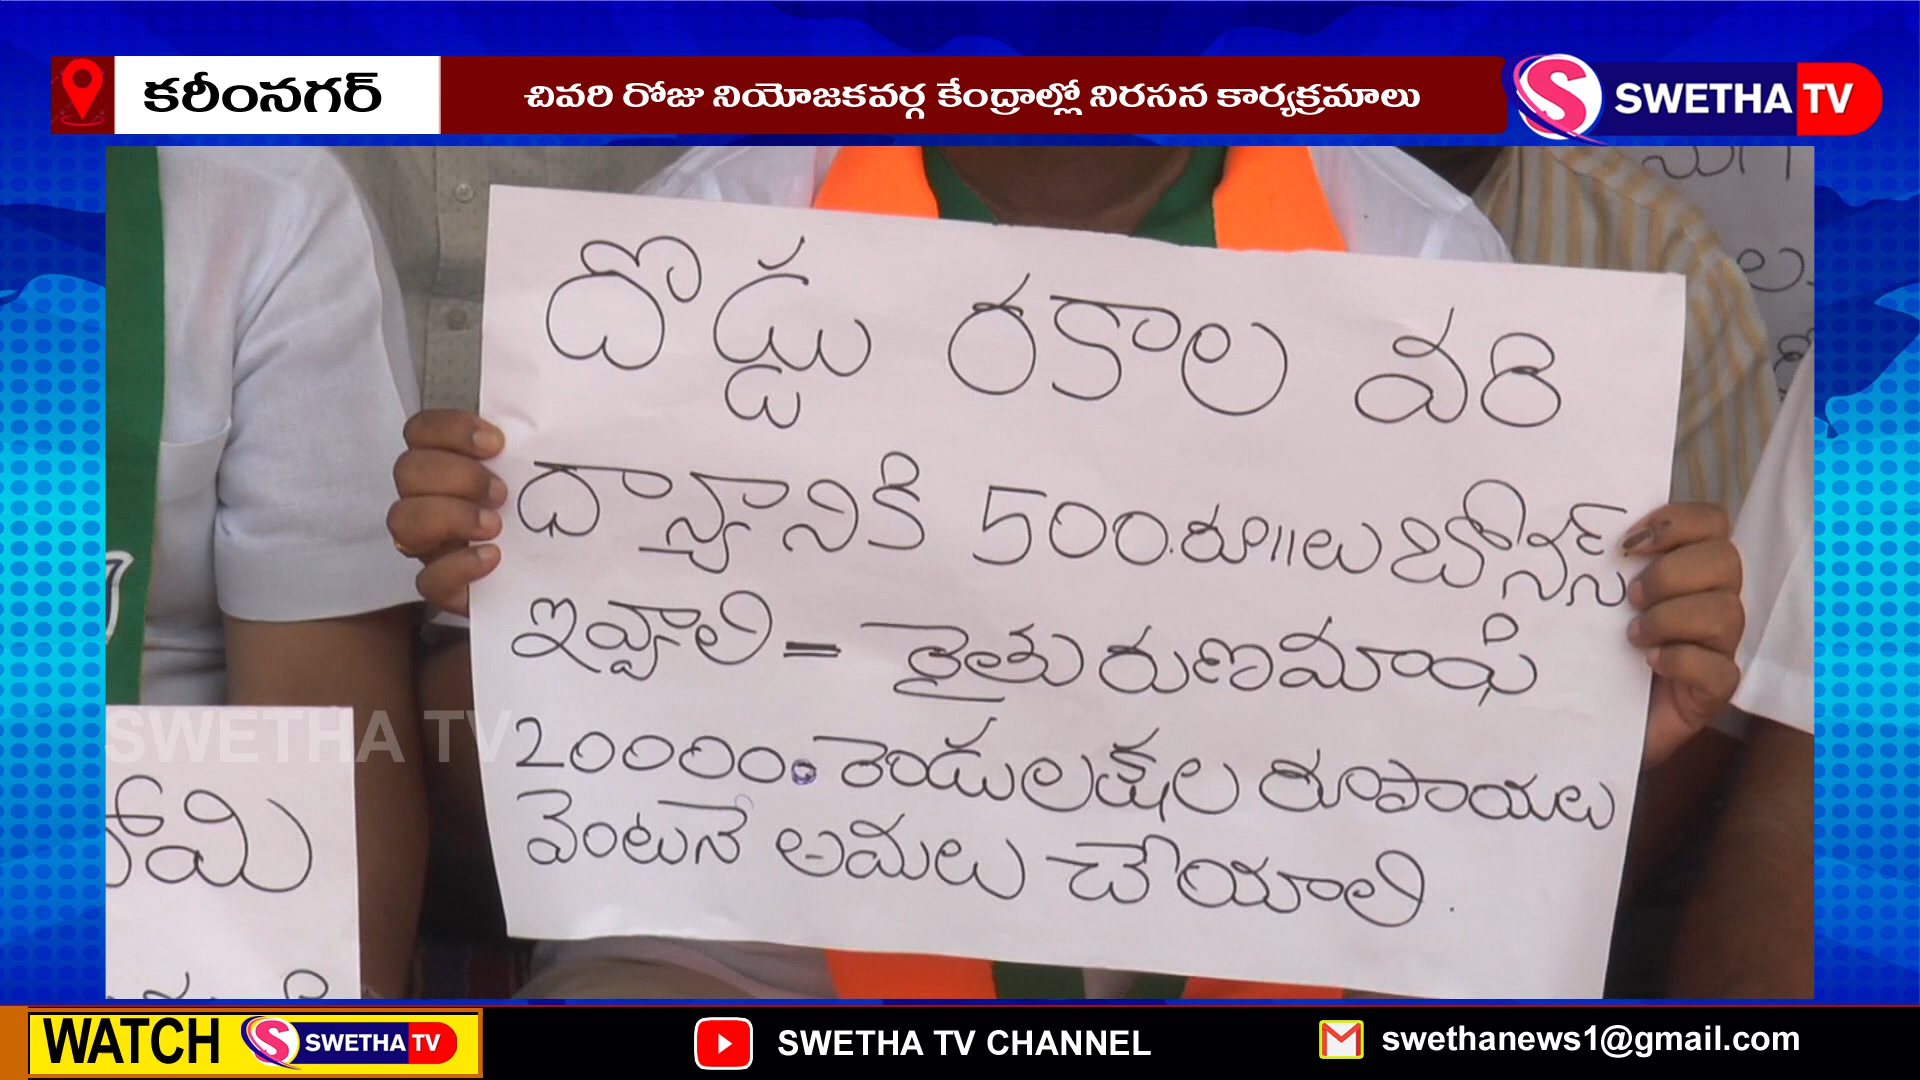 కరీంనగర్
చివరి రోజు నియోజకవర్గ కేంద్రాల్లో నిరసన కార్యక్రమాలు
S SWETHA TV
దొడ్డు రకాల వరి
ధాన్యానికి 500.రూ॥లు బోనస్
ఇవ్వాలి = రైతు రుణమాఫి
200000. రెండు లక్షల రూపాయలు
వెంటనే అమలు చేయాలి.
SWETHA TV
WATCH S SWETHA TV
SWETHA TV CHANNEL
swethanews1@gmail.com